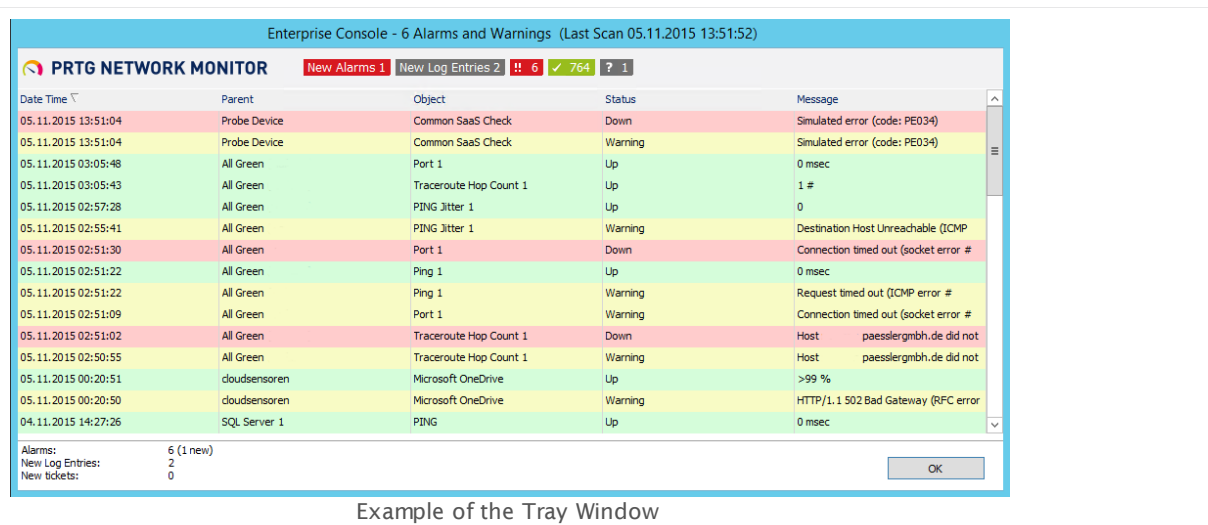 Enterprise Console - 6 Alarms and Warnings (Last Scan 05.11.2015 13:51:52)
PRTG NETWORK MONITOR New Alarms 1 New Log Entries 2 !! 6 ✓ 764 ? 1
Date Time Parent Object Status Message
05.11.2015 13:51:04 Probe Device Common SaaS Check Down Simulated error (code: PE034)
05.11.2015 13:51:04 Probe Device Common SaaS Check Warning Simulated error (code: PE034)
05.11.2015 03:05:48 All Green Port 1 Up 0 msec
05.11.2015 03:05:43 All Green Traceroute Hop Count 1 Up 1 #
05.11.2015 02:57:28 All Green PING Jitter 1 Up 0
05.11.2015 02:55:41 All Green PING Jitter 1 Warning Destination Host Unreachable (ICMP
05.11.2015 02:51:30 All Green Port 1 Down Connection timed out (socket error #
05.11.2015 02:51:22 All Green Ping 1 Up 0 msec
05.11.2015 02:51:22 All Green Ping 1 Warning Request timed out (ICMP error #
05.11.2015 02:51:09 All Green Port 1 Warning Connection timed out (socket error #
05.11.2015 02:51:02 All Green Traceroute Hop Count 1 Down Host paesslergmbh.de did not
05.11.2015 02:50:55 All Green Traceroute Hop Count 1 Warning Host paesslergmbh.de did not
05.11.2015 00:20:51 cloudsensoren Microsoft OneDrive Up >99 %
05.11.2015 00:20:50 cloudsensoren Microsoft OneDrive Warning HTTP/1.1 502 Bad Gateway (RFC error
04.11.2015 14:27:26 SQL Server 1 PING Up 0 msec
Alarms: 6 (1 new)
New Log Entries: 2
New tickets: 0
OK
Example of the Tray Window